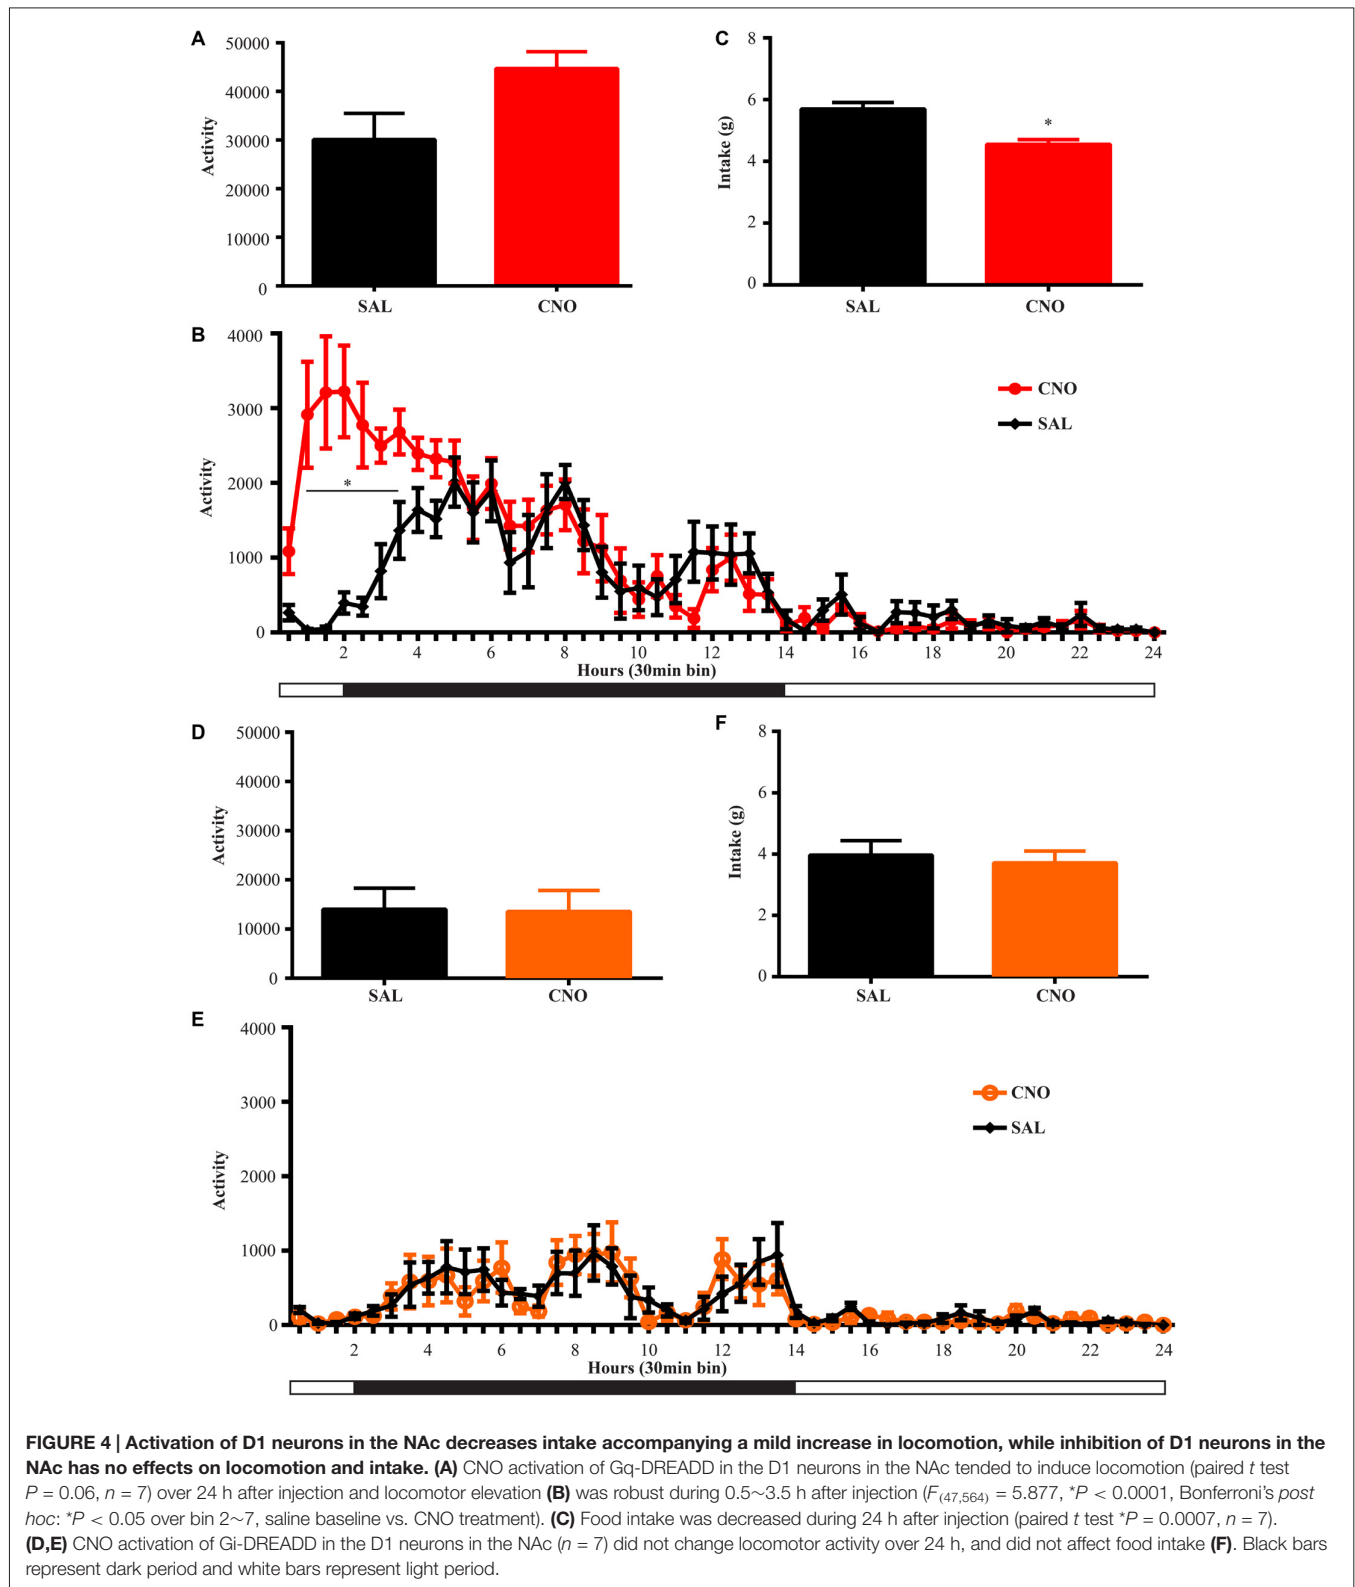 A
50000
40000
30000
20000
10000
0
Activity
SAL
CNO
C
8
6
4
2
0
Intake (g)
*
SAL
CNO
B
4000
3000
2000
1000
0
Activity
*
CNO
SAL
2 4 6 8 10 12 14 16 18 20 22 24
Hours (30min bin)
D
50000
40000
30000
20000
10000
0
Activity
SAL
CNO
F
8
6
4
2
0
Intake (g)
SAL
CNO
E
4000
3000
2000
1000
0
Activity
CNO
SAL
2 4 6 8 10 12 14 16 18 20 22 24
Hours (30min bin)
FIGURE 4 | Activation of D1 neurons in the NAc decreases intake accompanying a mild increase in locomotion, while inhibition of D1 neurons in the
NAc has no effects on locomotion and intake. (A) CNO activation of Gq-DREADD in the D1 neurons in the NAc tended to induce locomotion (paired t test
P = 0.06, n = 7) over 24 h after injection and locomotor elevation (B) was robust during 0.5~3.5 h after injection (F(47,564) = 5.877, *P < 0.0001, Bonferroni's post
hoc: *P < 0.05 over bin 2~7, saline baseline vs. CNO treatment). (C) Food intake was decreased during 24 h after injection (paired t test *P = 0.0007, n = 7).
(D,E) CNO activation of Gi-DREADD in the D1 neurons in the NAc (n = 7) did not change locomotor activity over 24 h, and did not affect food intake (F). Black bars
represent dark period and white bars represent light period.